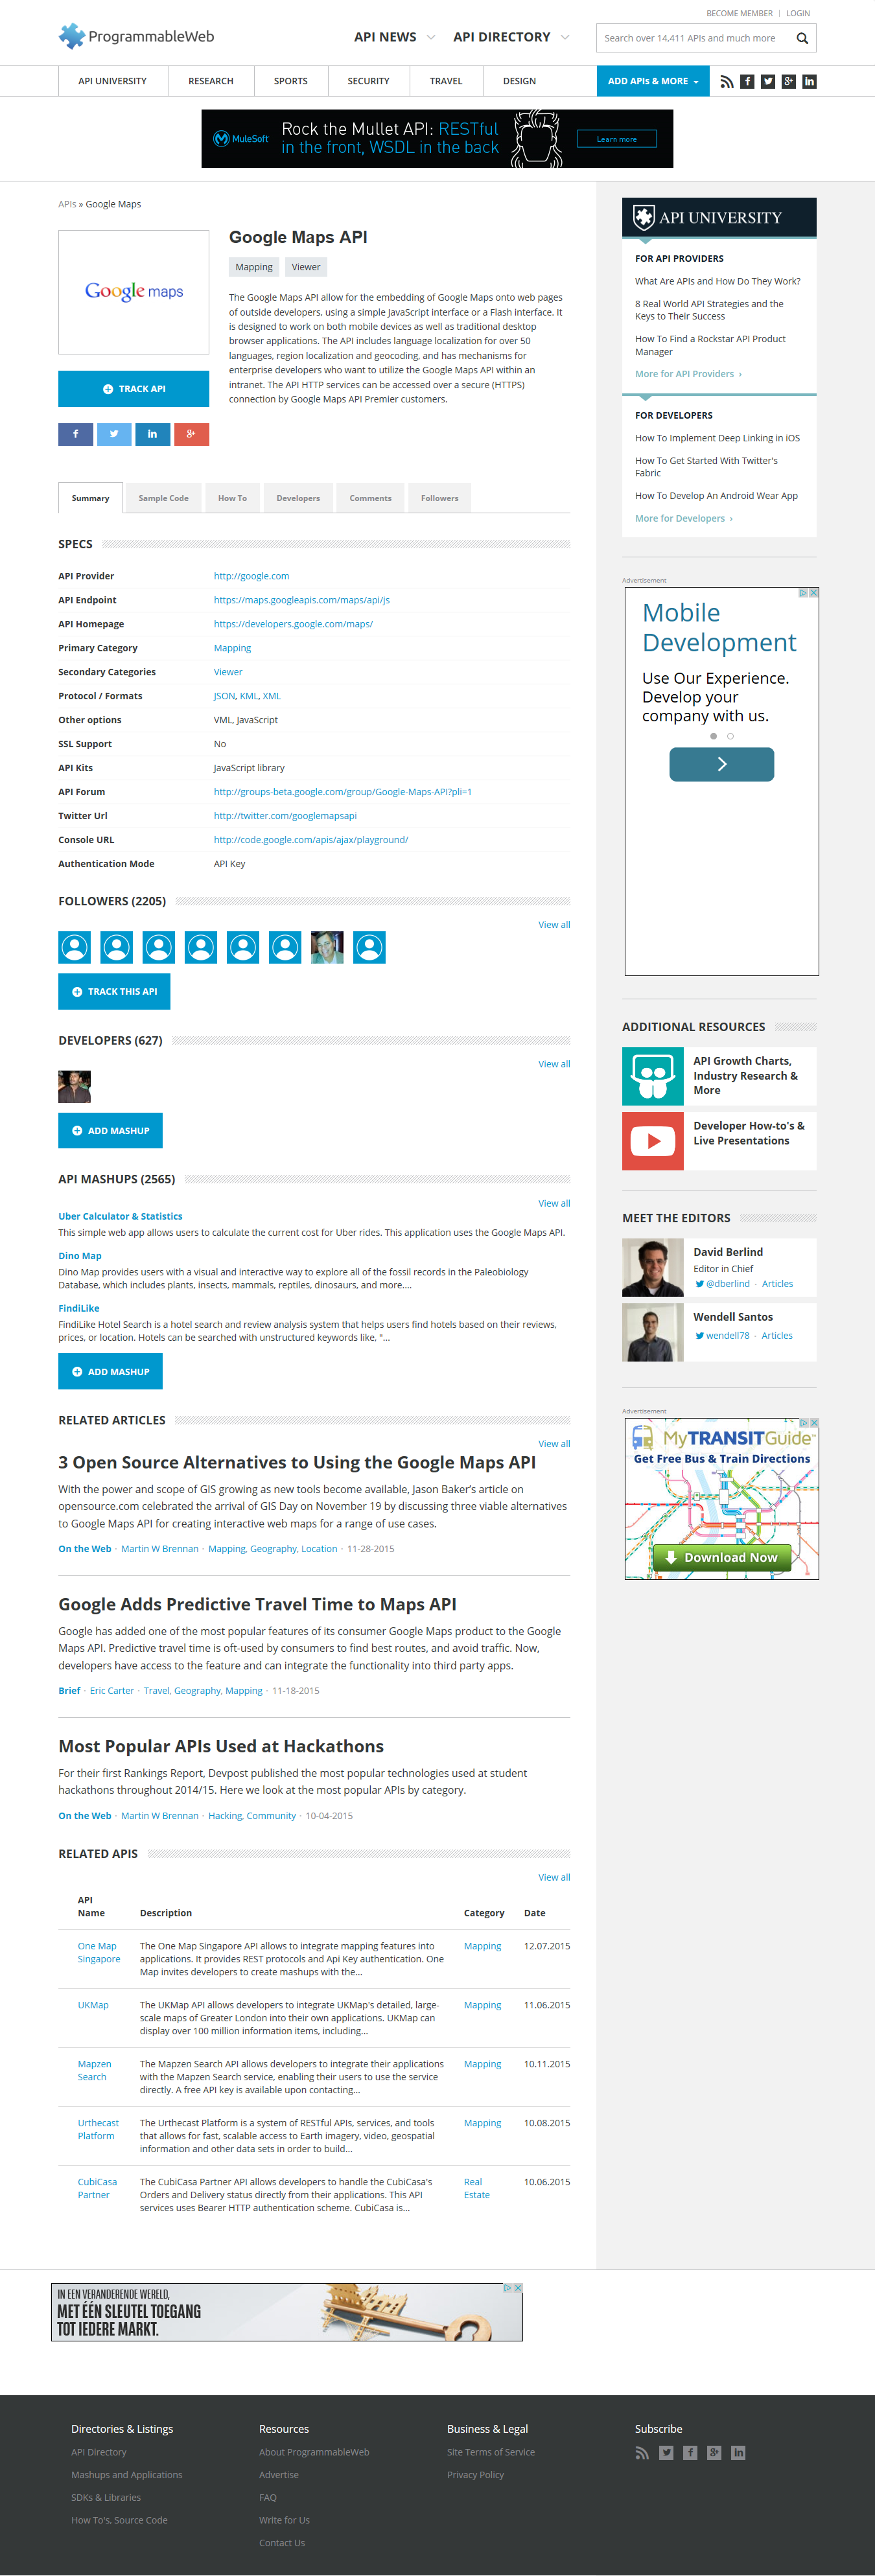 BECOME MEMBER | LOGIN
ProgrammableWeb
API NEWS
API DIRECTORY
Search over 14,411 APIs and much more
API UNIVERSITY
RESEARCH
SPORTS
SECURITY
TRAVEL
DESIGN
ADD APIs & MORE
MuleSoft
Rock the Mullet API: RESTful
in the front, WSDL in the back
Learn more
APIs » Google Maps
Google maps
TRACK API
Google Maps API
Mapping
Viewer
The Google Maps API allow for the embedding of Google Maps onto web pages
of outside developers, using a simple JavaScript interface or a Flash interface. It
is designed to work on both mobile devices as well as traditional desktop
browser applications. The API includes language localization for over 50
languages, region localization and geocoding, and has mechanisms for
enterprise developers who want to utilize the Google Maps API within an
intranet. The API HTTP services can be accessed over a secure (HTTPS)
connection by Google Maps API Premier customers.
Summary
Sample Code
How To
Developers
Comments
Followers
SPECS
API Provider http://google.com
API Endpoint https://maps.googleapis.com/maps/api/js
API Homepage https://developers.google.com/maps/
Primary Category Mapping
Secondary Categories Viewer
Protocol / Formats JSON, KML, XML
Other options VML, JavaScript
SSL Support No
API Kits JavaScript library
API Forum http://groups-beta.google.com/group/Google-Maps-API?pli=1
Twitter Url http://twitter.com/googlemapsapi
Console URL http://code.google.com/apis/ajax/playground/
Authentication Mode API Key
FOLLOWERS (2205)
View all
TRACK THIS API
DEVELOPERS (627)
View all
ADD MASHUP
API MASHUPS (2565)
View all
Uber Calculator & Statistics
This simple web app allows users to calculate the current cost for Uber rides. This application uses the Google Maps API.
Dino Map
Dino Map provides users with a visual and interactive way to explore all of the fossil records in the Paleobiology
Database, which includes plants, insects, mammals, reptiles, dinosaurs, and more....
FindiLike
FindiLike Hotel Search is a hotel search and review analysis system that helps users find hotels based on their reviews,
prices, or location. Hotels can be searched with unstructured keywords like, "...
ADD MASHUP
RELATED ARTICLES
View all
3 Open Source Alternatives to Using the Google Maps API
With the power and scope of GIS growing as new tools become available, Jason Baker's article on
opensource.com celebrated the arrival of GIS Day on November 19 by discussing three viable alternatives
to Google Maps API for creating interactive web maps for a range of use cases.
On the Web · Martin W Brennan · Mapping, Geography, Location · 11-28-2015
Google Adds Predictive Travel Time to Maps API
Google has added one of the most popular features of its consumer Google Maps product to the Google
Maps API. Predictive travel time is oft-used by consumers to find best routes, and avoid traffic. Now,
developers have access to the feature and can integrate the functionality into third party apps.
Brief · Eric Carter · Travel, Geography, Mapping · 11-18-2015
Most Popular APIs Used at Hackathons
For their first Rankings Report, Devpost published the most popular technologies used at student
hackathons throughout 2014/15. Here we look at the most popular APIs by category.
On the Web · Martin W Brennan · Hacking, Community · 10-04-2015
RELATED APIS
View all
API
Name Description Category Date
One Map The One Map Singapore API allows to integrate mapping features into Mapping 12.07.2015
Singapore applications. It provides REST protocols and Api Key authentication. One
Map invites developers to create mashups with the...
UKMap The UKMap API allows developers to integrate UKMap's detailed, large- Mapping 11.06.2015
scale maps of Greater London into their own applications. UKMap can
display over 100 million information items, including...
Mapzen The Mapzen Search API allows developers to integrate their applications Mapping 10.11.2015
Search with the Mapzen Search service, enabling their users to use the service
directly. A free API key is available upon contacting...
Urthecast The Urthecast Platform is a system of RESTful APIs, services, and tools Mapping 10.08.2015
Platform that allows for fast, scalable access to Earth imagery, video, geospatial
information and other data sets in order to build...
CubiCasa The CubiCasa Partner API allows developers to handle the CubiCasa's Real 10.06.2015
Partner Orders and Delivery status directly from their applications. This API Estate
services uses Bearer HTTP authentication scheme. CubiCasa is...
API UNIVERSITY
FOR API PROVIDERS
What Are APIs and How Do They Work?
8 Real World API Strategies and the
Keys to Their Success
How To Find a Rockstar API Product
Manager
More for API Providers ›
FOR DEVELOPERS
How To Implement Deep Linking in iOS
How To Get Started With Twitter's
Fabric
How To Develop An Android Wear App
More for Developers ›
Advertisement
Mobile
Development
Use Our Experience.
Develop your
company with us.
ADDITIONAL RESOURCES
API Growth Charts,
Industry Research &
More
Developer How-to's &
Live Presentations
MEET THE EDITORS
David Berlind
Editor in Chief
@dberlind · Articles
Wendell Santos
wendell78 · Articles
Advertisement
MyTRANSITGuide™
Get Free Bus & Train Directions
Download Now
IN EEN VERANDERENDE WERELD,
MET ÉÉN SLEUTEL TOEGANG
TOT IEDERE MARKT.
Directories & Listings
API Directory
Mashups and Applications
SDKs & Libraries
How To's, Source Code
Resources
About ProgrammableWeb
Advertise
FAQ
Write for Us
Contact Us
Business & Legal
Site Terms of Service
Privacy Policy
Subscribe